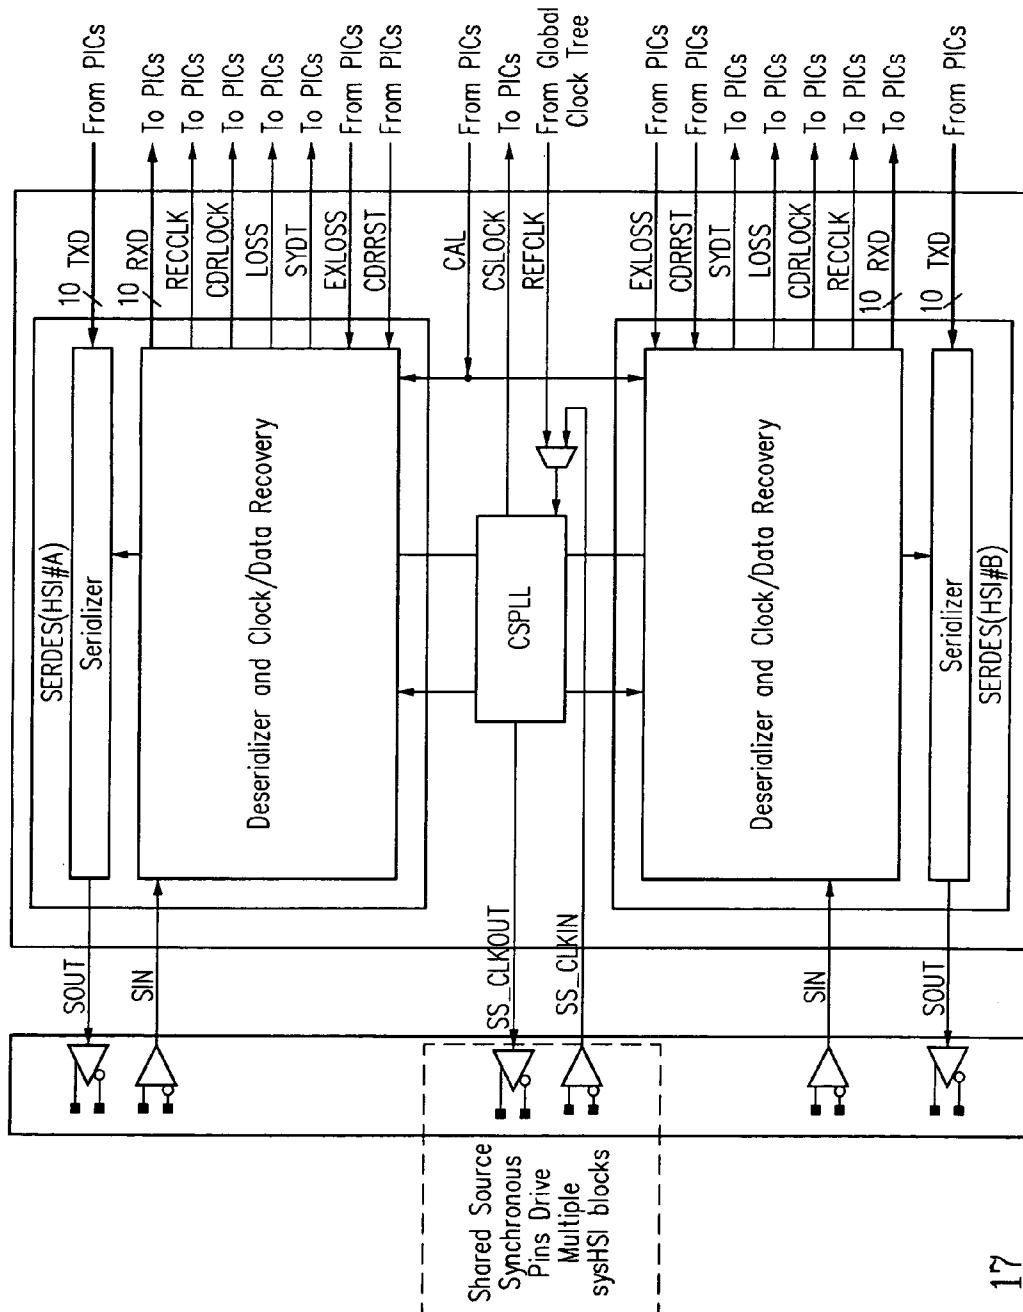 From PICs
To PICs
To PICs
To PICs
To PICs
To PICs
From PICs
From PICs
From PICs
To PICs
From Global
Clock Tree
From PICs
From PICs
To PICs
To PICs
To PICs
To PICs
To PICs
From PICs
10 TXD
10 RXD
RECCLK
CDRLOCK
LOSS
SYDT
EXLOSS
CDRRST
CAL
CSLOCK
REFCLK
EXLOSS
CDRRST
SYDT
LOSS
CDRLOCK
RECCLK
10 RXD
10 TXD
SERDES(HSI#A)
Serializer
Deserializer and Clock/Data Recovery
CSPLL
Deserializer and Clock/Data Recovery
Serializer
SERDES(HSI#B)
SOUT
SIN
SS_CLKOUT
SS_CLKIN
SIN
SOUT
Shared Source
Synchronous
Pins Drive
Multiple
sysHSI blocks
17